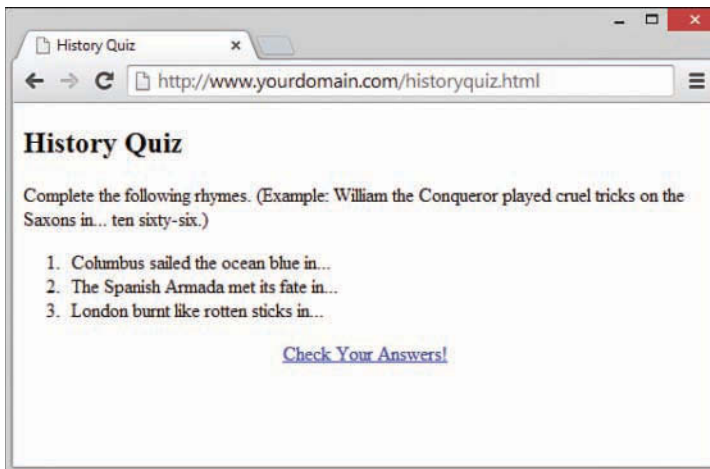 History Quiz
http://www.yourdomain.com/historyquiz.html
History Quiz
Complete the following rhymes. (Example: William the Conqueror played cruel tricks on the
Saxons in... ten sixty-six.)
1. Columbus sailed the ocean blue in...
2. The Spanish Armada met its fate in...
3. London burnt like rotten sticks in...
Check Your Answers!